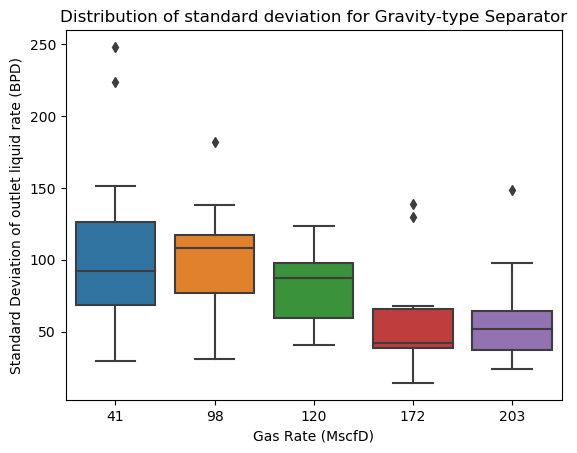 Distribution of standard deviation for Gravity-type Separator
Standard Deviation of outlet liquid rate (BPD)
250
200
150
100
50
41 98 120 172 203
Gas Rate (MscfD)